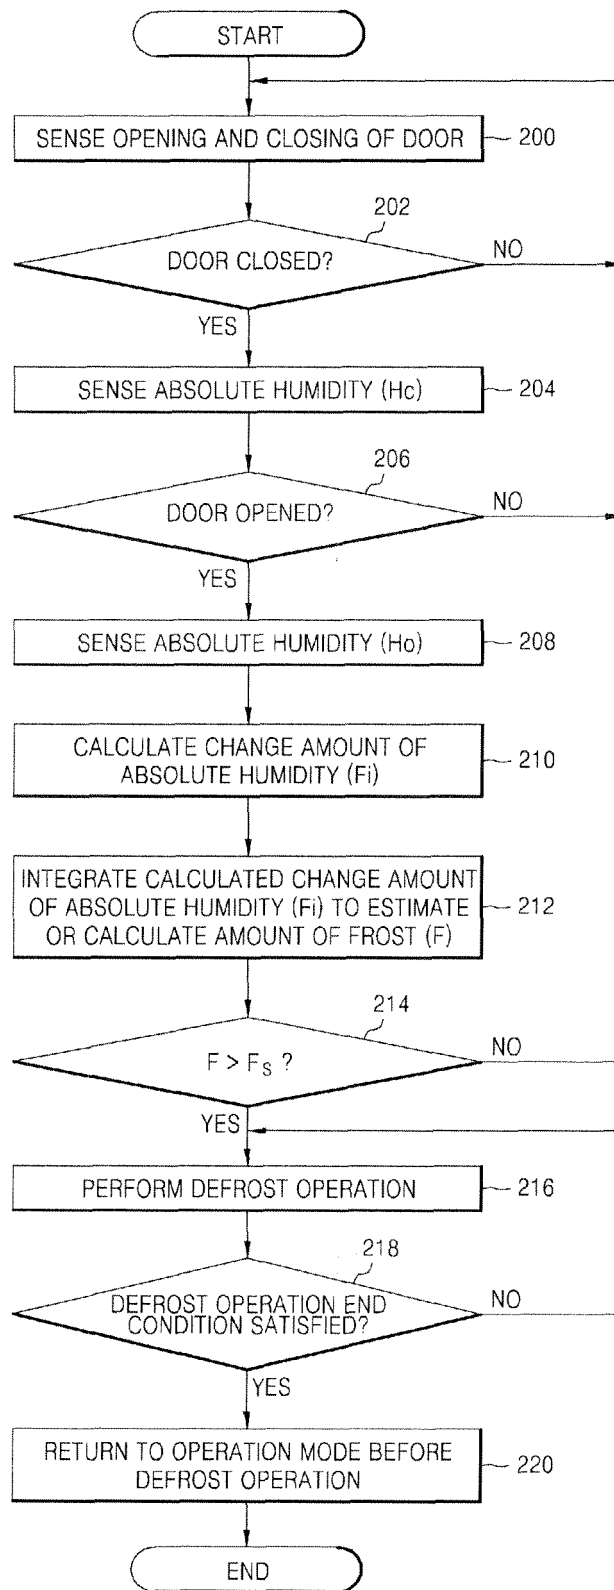 START
SENSE OPENING AND CLOSING OF DOOR
200
202
DOOR CLOSED?
NO
YES
SENSE ABSOLUTE HUMIDITY (Hc)
204
206
DOOR OPENED?
NO
YES
SENSE ABSOLUTE HUMIDITY (Ho)
208
CALCULATE CHANGE AMOUNT OF
ABSOLUTE HUMIDITY (Fi)
210
INTEGRATE CALCULATED CHANGE AMOUNT
OF ABSOLUTE HUMIDITY (Fi) TO ESTIMATE
OR CALCULATE AMOUNT OF FROST (F)
212
214
F > FS ?
NO
YES
PERFORM DEFROST OPERATION
216
218
DEFROST OPERATION END
CONDITION SATISFIED?
NO
YES
RETURN TO OPERATION MODE BEFORE
DEFROST OPERATION
220
END